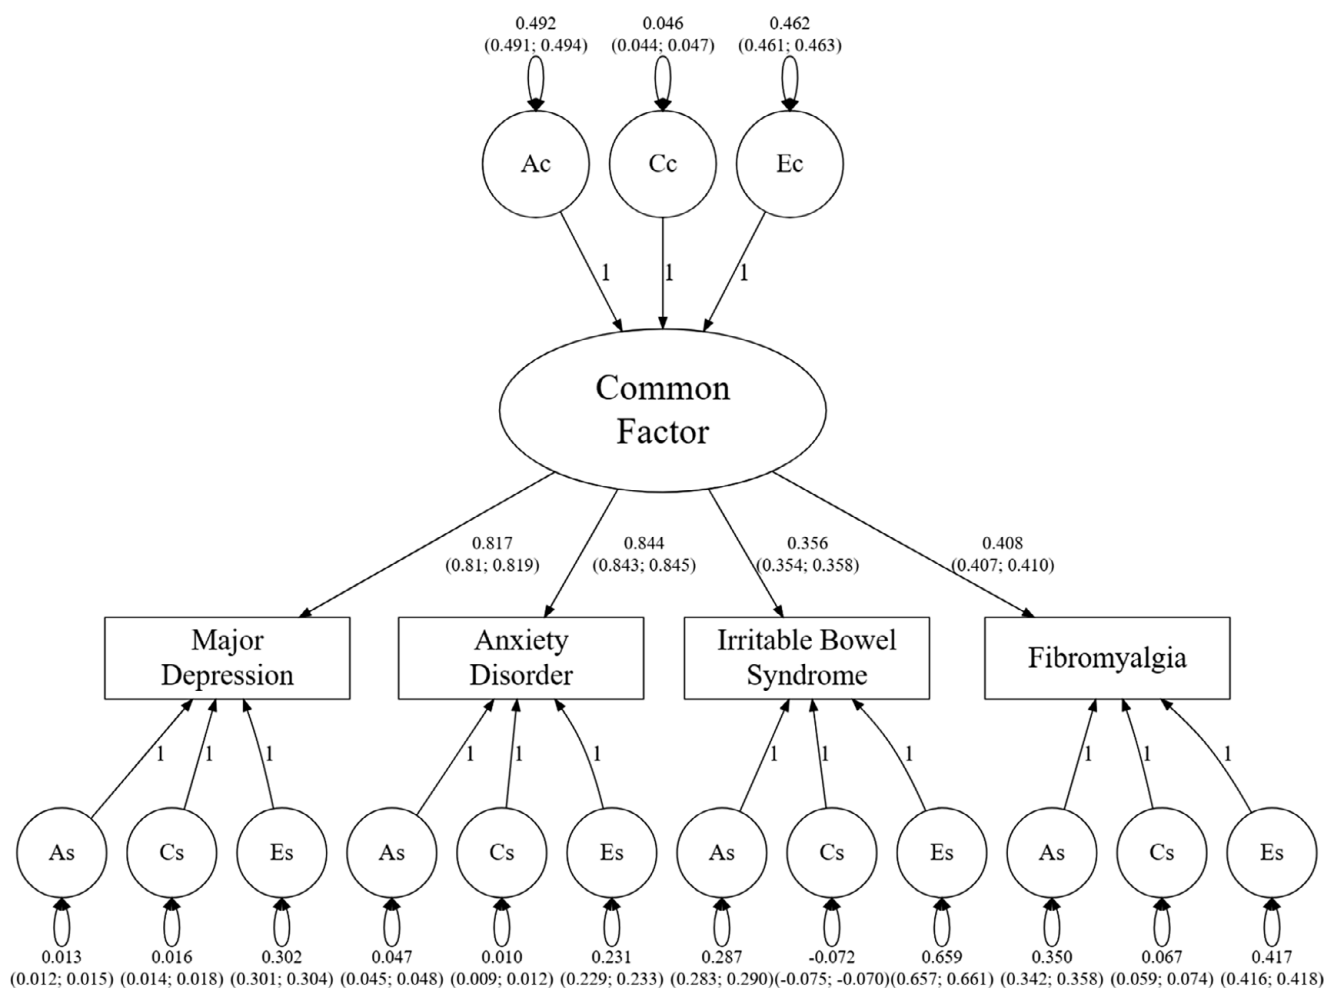 0.492 0.046 0.462
(0.491; 0.494) (0.044; 0.047) (0.461; 0.463)
Ac Cc Ec
1 1 1
Common
Factor
0.817 0.844 0.356 0.408
(0.81; 0.819) (0.843; 0.845) (0.354; 0.358) (0.407; 0.410)
Major
Depression
Anxiety
Disorder
Irritable Bowel
Syndrome
Fibromyalgia
1 1 1 1 1 1 1 1 1 1 1 1
As Cs Es As Cs Es As Cs Es As Cs Es
0.013 0.016 0.302 0.047 0.010 0.231 0.287 -0.072 0.659 0.350 0.067 0.417
(0.012; 0.015) (0.014; 0.018) (0.301; 0.304) (0.045; 0.048) (0.009; 0.012) (0.229; 0.233) (0.283; 0.290) (-0.075; -0.070) (0.657; 0.661) (0.342; 0.358) (0.059; 0.074) (0.416; 0.418)